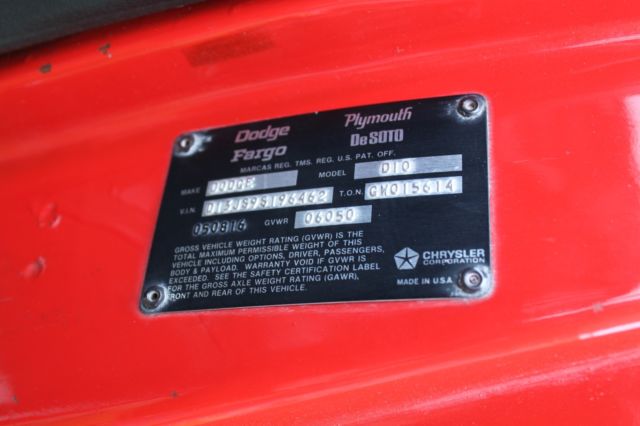 Dodge Plymouth
Fargo DeSOTO
MARCAS REG. TMS. REG. U.S. PAT. OFF.
MAKE DODGE MODEL D10
V.I.N. D13JS9S196462 T.O.N. GW015614
050816 GVWR 06050
GROSS VEHICLE WEIGHT RATING (GVWR) IS THE
TOTAL MAXIMUM PERMISSIBLE WEIGHT OF THIS
VEHICLE INCLUDING OPTIONS, DRIVER, PASSENGERS,
BODY & PAYLOAD. WARRANTY VOID IF GVWR IS
EXCEEDED. SEE THE SAFETY CERTIFICATION LABEL
FOR THE GROSS AXLE WEIGHT RATING (GAWR),
FRONT AND REAR OF THIS VEHICLE.
CHRYSLER
CORPORATION
MADE IN U.S.A